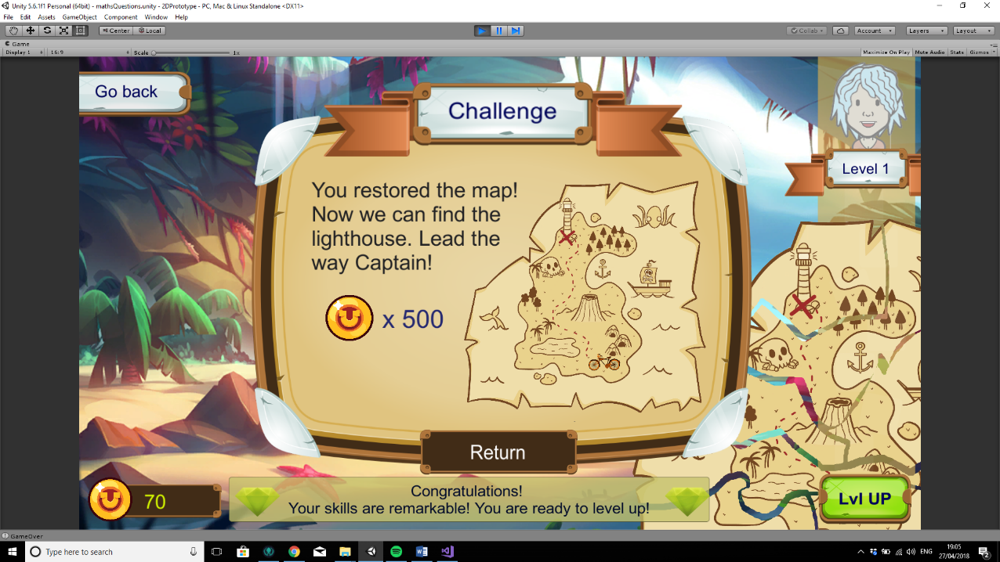 Unity 5.6.1f1 Personal (64bit) - mathsQuestions.unity - 2DPrototype - PC, Mac & Linux Standalone <DX11>
File Edit Assets GameObject Component Window Help
Center Local Collab Account Layers Layout
Game
Display 1 16:9 Scale 1x Maximize On Play Mute Audio Stats Gizmos
Go back
Challenge
Level 1
You restored the map!
Now we can find the
lighthouse. Lead the
way Captain!
x 500
Return
70
Congratulations!
Your skills are remarkable! You are ready to level up!
Lvl UP
GameOver
Type here to search
ENG
19:05
27/04/2018
2